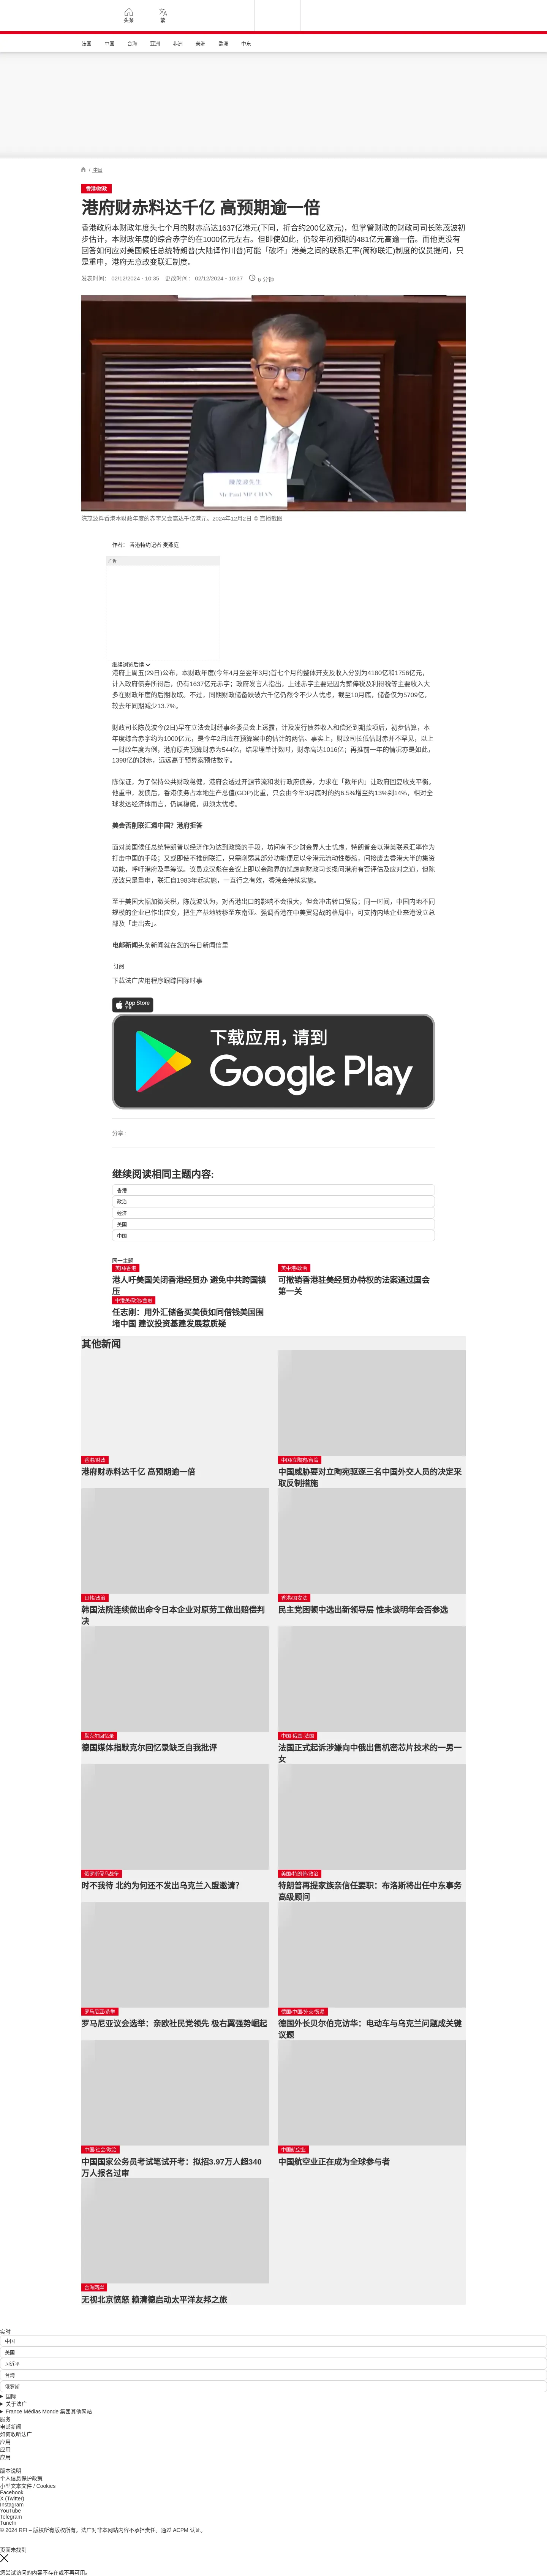 头条
繁
法国
中国
台海
亚洲
非洲
美洲
欧洲
中东
/ 中国
香港/财政
港府财赤料达千亿 高预期逾一倍
香港政府本财政年度头七个月的财赤高达1637亿港元(下同，折合约200亿欧元)，但掌管财政的财政司司长陈茂波初
步估计，本财政年度的综合赤字约在1000亿元左右。但即使如此，仍较年初预期的481亿元高逾一倍。而他更没有
回答如何应对美国候任总统特朗普(大陆译作川普)可能「破坏」港美之间的联系汇率(简称联汇)制度的议员提问，只
是重申，港府无意改变联汇制度。
发表时间： 02/12/2024 - 10:35 更改时间： 02/12/2024 - 10:37 6 分钟
陳茂波先生
Mr Paul MP CHAN
陈茂波料香港本财政年度的赤字又会高达千亿港元。2024年12月2日 © 直播截图
作者： 香港特约记者 麦燕庭
广告
继续浏览后续
港府上周五(29日)公布，本财政年度(今年4月至翌年3月)首七个月的整体开支及收入分别为4180亿和1756亿元，
计入政府债券所得后，仍有1637亿元赤字；政府发言人指出，上述赤字主要是因为薪俸税及利得税等主要收入大
多在财政年度的后期收取。不过，同期财政储备跌破六千亿仍然令不少人忧虑，截至10月底，储备仅为5709亿，
较去年同期减少13.7%。
财政司长陈茂波今(2日)早在立法会财经事务委员会上透露，计及发行债券收入和偿还到期款项后，初步估算，本
年度综合赤字约为1000亿元，是今年2月底在预算案中的估计的两倍。事实上，财政司长低估财赤并不罕见，以上
一财政年度为例，港府原先预算财赤为544亿，结果埋单计数时，财赤高达1016亿；再推前一年的情况亦是如此，
1398亿的财赤，远远高于预算案预估数字。
陈保证，为了保持公共财政稳健，港府会透过开源节流和发行政府债券，力求在「数年内」让政府回复收支平衡。
他重申，发债后，香港债务占本地生产总值(GDP)比重，只会由今年3月底时的约6.5%增至约13%到14%，相对全
球发达经济体而言，仍属稳健，毋须太忧虑。
美会否削联汇遏中国？港府拒答
面对美国候任总统特朗普以经济作为达到政策的手段，坊间有不少财金界人士忧虑，特朗普会以港美联系汇率作为
打击中国的手段；又或即使不推倒联汇，只需削弱其部分功能便足以令港元流动性萎缩，间接废去香港大半的集资
功能，呼吁港府及早筹谋。议员龙汉彪在会议上即以金融界的忧虑向财政司长提问港府有否评估及应对之道，但陈
茂波只是重申，联汇自1983年起实施，一直行之有效，香港会持续实施。
至于美国大幅加徵关税，陈茂波认为，对香港出口的影响不会很大，但会冲击转口贸易；同一时间，中国内地不同
规模的企业已作出应变，把生产基地转移至东南亚。强调香港在中美贸易战的格局中，可支持内地企业来港设立总
部及「走出去」。
电邮新闻头条新闻就在您的每日新闻信里
订阅
下载法广应用程序跟踪国际时事
App Store
下载
下载应用，请到
Google Play
分享 :
继续阅读相同主题内容:
香港
政治
经济
美国
中国
同一主题
美国/香港
港人吁美国关闭香港经贸办 避免中共跨国镇
压
美中港/政治
可撤销香港驻美经贸办特权的法案通过国会
第一关
中港美/政治/金融
任志刚：用外汇储备买美债如同借钱美国围
堵中国 建议投资基建发展惹质疑
其他新闻
香港/财政
港府财赤料达千亿 高预期逾一倍
中国/立陶宛/台湾
中国威胁要对立陶宛驱逐三名中国外交人员的决定采
取反制措施
日韩/政治
韩国法院连续做出命令日本企业对原劳工做出赔偿判
决
香港/国安法
民主党困顿中选出新领导层 惟未谈明年会否参选
默克尔回忆录
德国媒体指默克尔回忆录缺乏自我批评
中国-俄国-法国
法国正式起诉涉嫌向中俄出售机密芯片技术的一男一
女
俄罗斯侵乌战争
时不我待 北约为何还不发出乌克兰入盟邀请？
美国/特朗普/政治
特朗普再提家族亲信任要职：布洛斯将出任中东事务
高级顾问
罗马尼亚/选举
罗马尼亚议会选举：亲欧社民党领先 极右翼强势崛起
德国/中国/外交/贸易
德国外长贝尔伯克访华：电动车与乌克兰问题成关键
议题
中国/社会/政治
中国国家公务员考试笔试开考：拟招3.97万人超340
万人报名过审
中国航空业
中国航空业正在成为全球参与者
台海两岸
无视北京愤怒 赖清德启动太平洋友邦之旅
实时
中国
美国
习近平
台湾
俄罗斯
国际
关于法广
France Médias Monde 集团其他网站
服务
电邮新闻
如何收听法广
应用
应用
应用
版本说明
个人信息保护政策
小型文本文件 / Cookies
Facebook
X (Twitter)
Instagram
YouTube
Telegram
TuneIn
© 2024 RFI – 版权所有版权所有。法广对非本网站内容不承担责任。通过 ACPM 认证。
页面未找到
您尝试访问的内容不存在或不再可用。